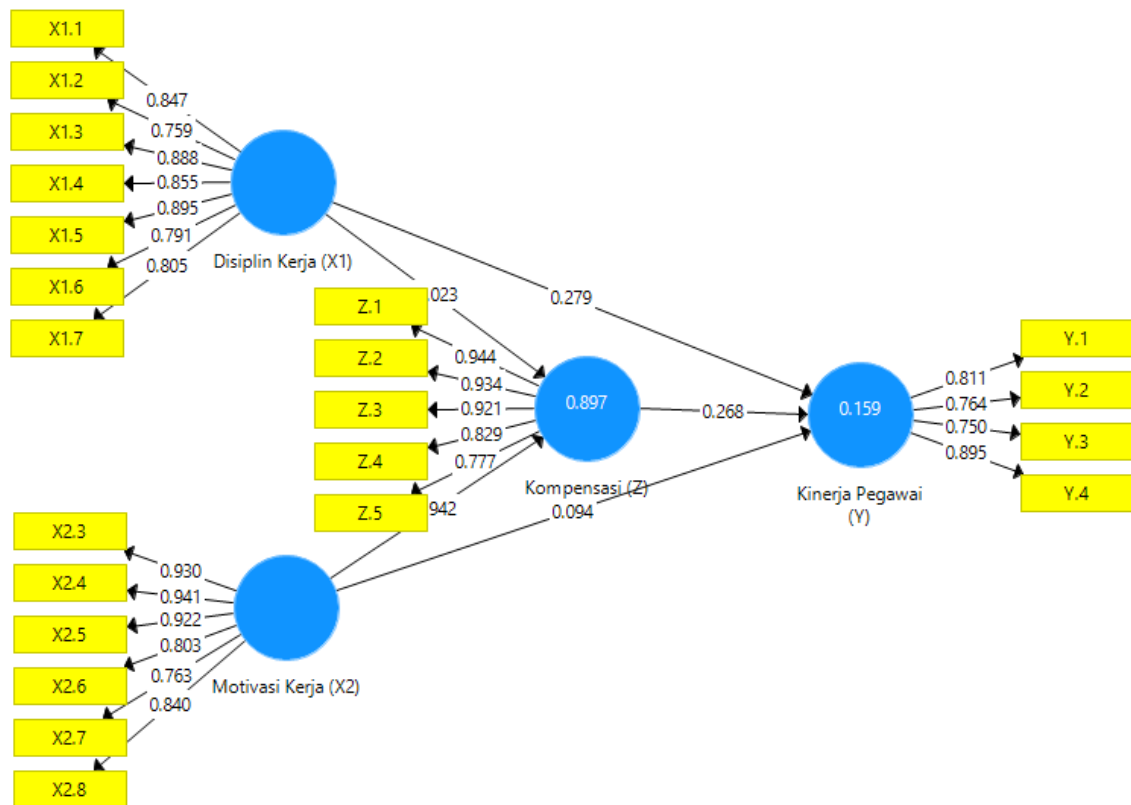 X1.1
X1.2
X1.3
X1.4
X1.5
X1.6
X1.7
0.847
0.759
0.888
0.855
0.895
0.791
0.805
Disiplin Kerja (X1)
.023
0.279
Z.1
Z.2
Z.3
Z.4
Z.5
0.944
0.934
0.921
0.829
0.777
0.897
Kompensasi (Z)
0.268
0.159
Kinerja Pegawai
(Y)
0.811
0.764
0.750
0.895
Y.1
Y.2
Y.3
Y.4
942
0.094
X2.3
X2.4
X2.5
X2.6
X2.7
X2.8
0.930
0.941
0.922
0.803
0.763
0.840
Motivasi Kerja (X2)